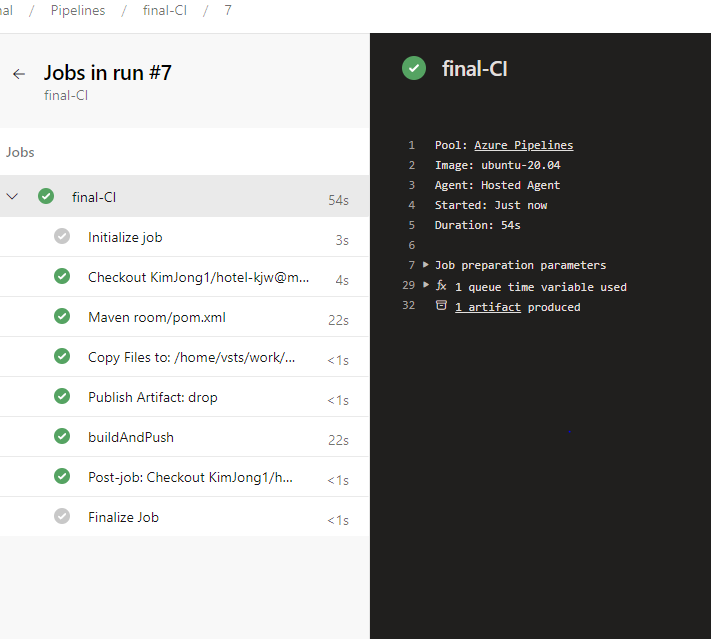 nal / Pipelines / final-CI / 7
Jobs in run #7
final-CI
Jobs
final-CI 54s
Initialize job 3s
Checkout KimJong1/hotel-kjw@m... 4s
Maven room/pom.xml 22s
Copy Files to: /home/vsts/work/... <1s
Publish Artifact: drop <1s
buildAndPush 22s
Post-job: Checkout KimJong1/h... <1s
Finalize Job <1s
final-CI
1 Pool: Azure Pipelines
2 Image: ubuntu-20.04
3 Agent: Hosted Agent
4 Started: Just now
5 Duration: 54s
6
7 Job preparation parameters
29 fx 1 queue time variable used
32 1 artifact produced